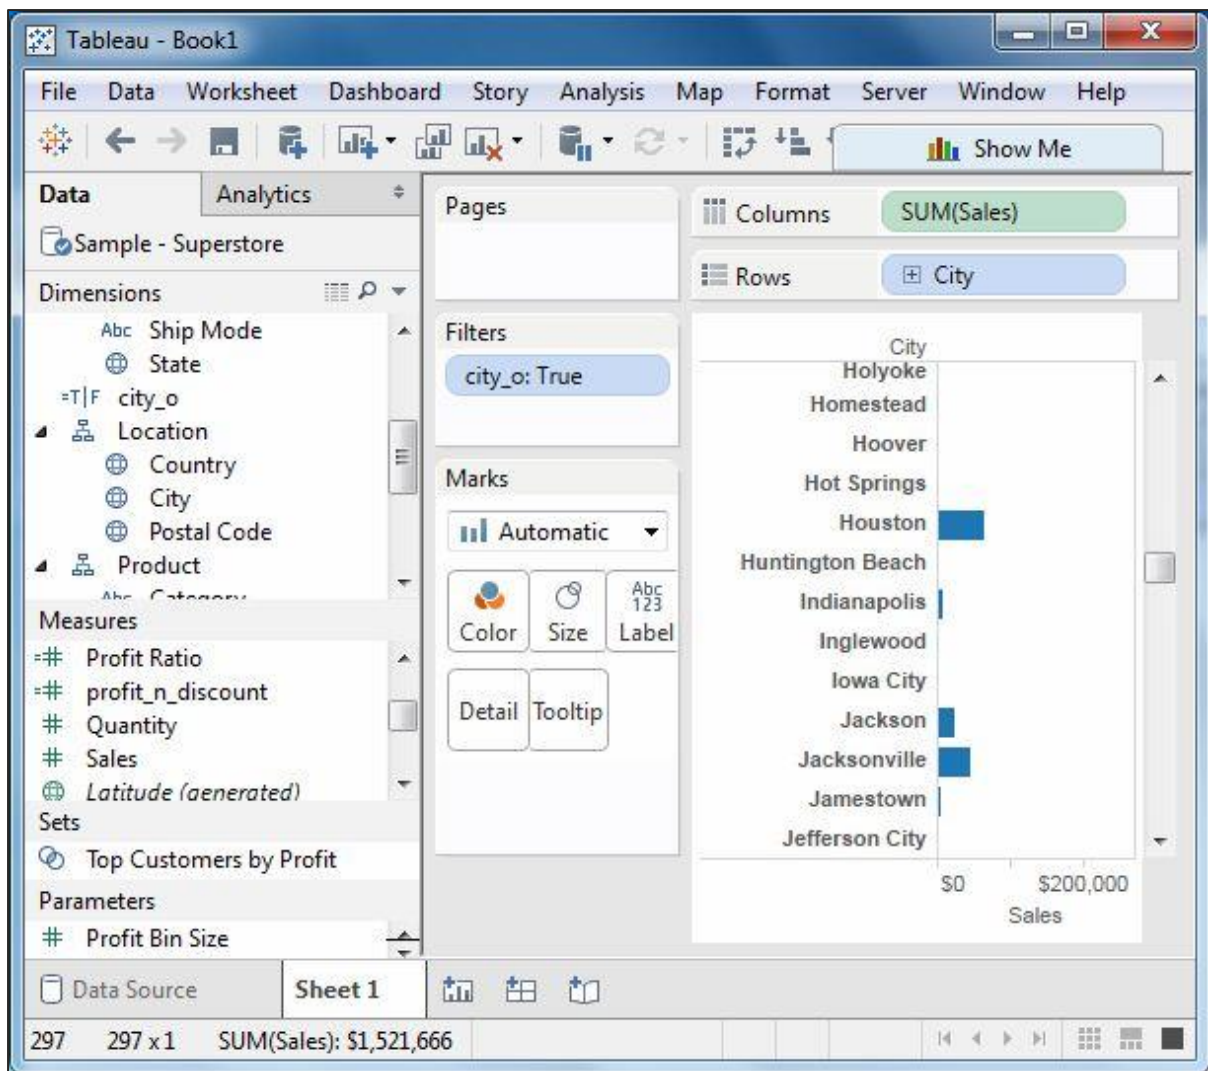 Tableau - Book1
File Data Worksheet Dashboard Story Analysis Map Format Server Window Help
Show Me
Data Analytics
Sample - Superstore
Dimensions
Abc Ship Mode
State
=T|F city_o
Location
Country
City
Postal Code
Product
Abc Category
Measures
=# Profit Ratio
=# profit_n_discount
# Quantity
# Sales
Latitude (generated)
Sets
Top Customers by Profit
Parameters
# Profit Bin Size
Pages
Filters
city_o: True
Marks
Automatic
Color Size Abc 123 Label
Detail Tooltip
Columns SUM(Sales)
Rows City
City
Holyoke
Homestead
Hoover
Hot Springs
Houston
Huntington Beach
Indianapolis
Inglewood
Iowa City
Jackson
Jacksonville
Jamestown
Jefferson City
$0 $200,000
Sales
Data Source Sheet 1
297 297 x 1 SUM(Sales): $1,521,666